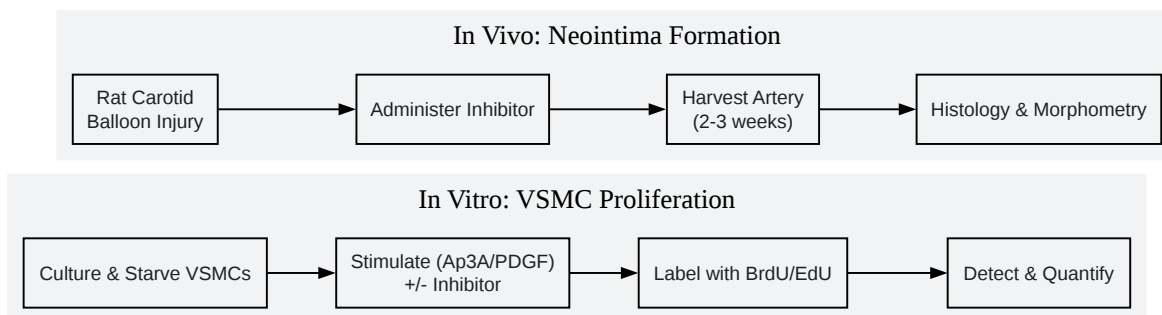 In Vivo: Neointima Formation
Rat Carotid
Balloon Injury
Administer Inhibitor
Harvest Artery
(2-3 weeks)
Histology & Morphometry
In Vitro: VSMC Proliferation
Culture & Starve VSMCs
Stimulate (Ap3A/PDGF)
+/- Inhibitor
Label with BrdU/EdU
Detect & Quantify